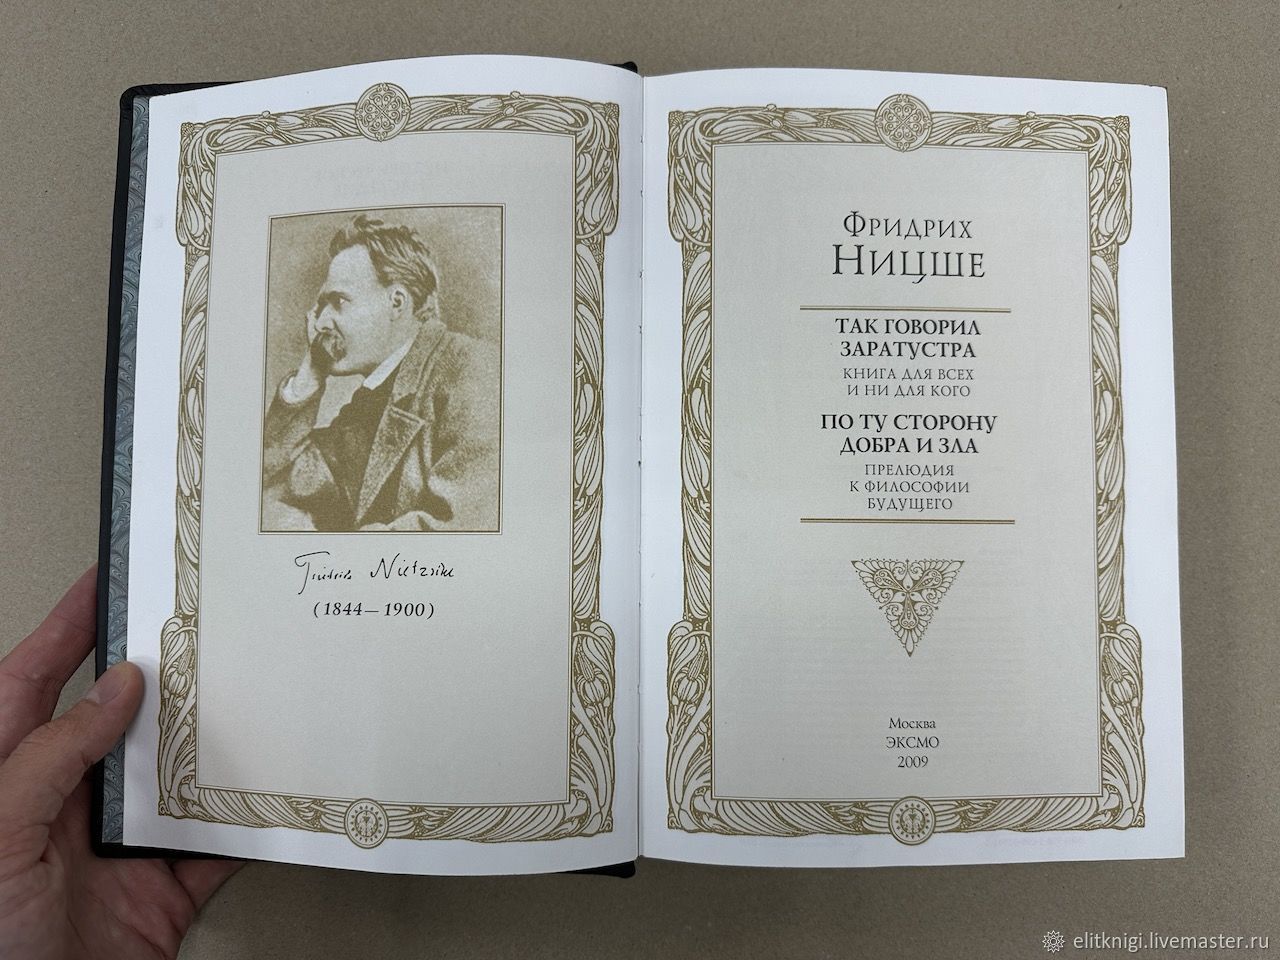 Friedrich Nietzsche
(1844—1900)
Фридрих
Ницше
ТАК ГОВОРИЛ
ЗАРАТУСТРА
КНИГА ДЛЯ ВСЕХ
И НИ ДЛЯ КОГО
ПО ТУ СТОРОНУ
ДОБРА И ЗЛА
ПРЕЛЮДИЯ
К ФИЛОСОФИИ
БУДУЩЕГО
Москва
ЭКСМО
2009
elitknigi.livemaster.ru